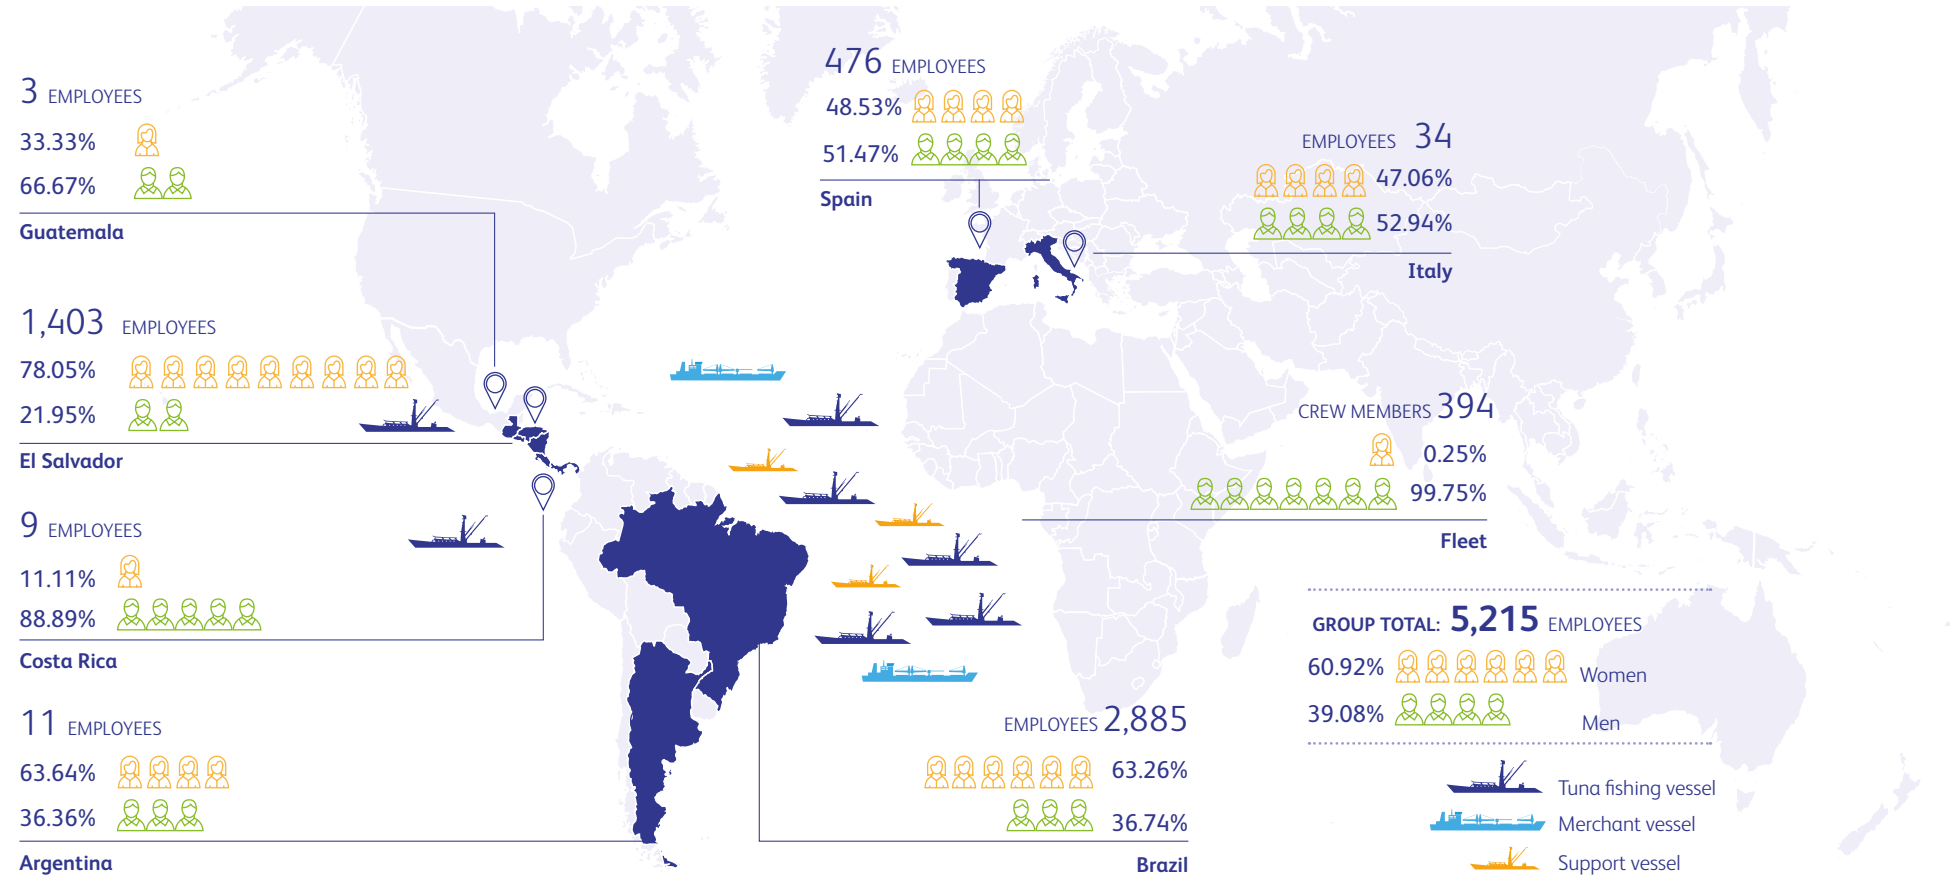 3 EMPLOYEES
33.33%
66.67%
Guatemala
1,403 EMPLOYEES
78.05%
21.95%
El Salvador
9 EMPLOYEES
11.11%
88.89%
Costa Rica
11 EMPLOYEES
63.64%
36.36%
Argentina
476 EMPLOYEES
48.53%
51.47%
Spain
EMPLOYEES 34
47.06%
52.94%
Italy
CREW MEMBERS 394
0.25%
99.75%
Fleet
EMPLOYEES 2,885
63.26%
36.74%
Brazil
GROUP TOTAL: 5,215 EMPLOYEES
60.92% Women
39.08% Men
Tuna fishing vessel
Merchant vessel
Support vessel